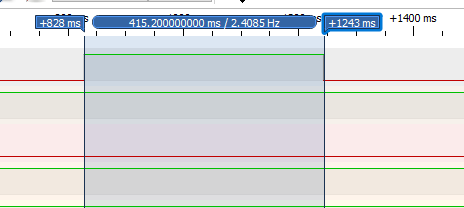 +828 ms 415.200000000 ms / 2.4085 Hz +1243 ms +1400 ms